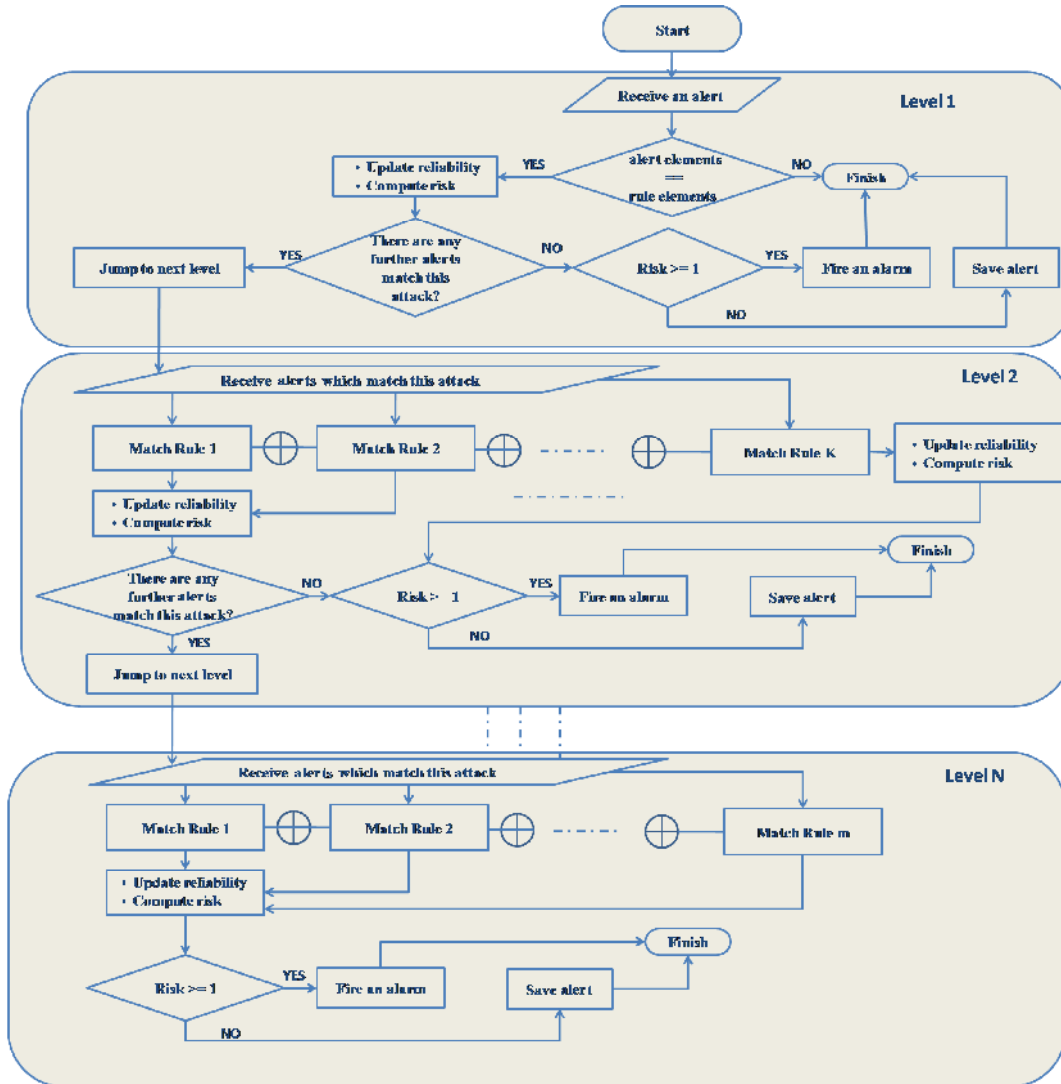 Start
Level 1
Receive an alert
alert elements
==
rule elements
YES
NO
• Update reliability
• Compute risk
Finish
There are any
further alerts
match this
attack?
YES
NO
Jump to next level
Risk >= 1
YES
Fire an alarm
Save alert
NO
Level 2
Receive alerts which match this attack
Match Rule 1
Match Rule 2
Match Rule K
• Update reliability
• Compute risk
• Update reliability
• Compute risk
Finish
There are any
further alerts
match this attack?
NO
Risk > 1
YES
Fire an alarm
Save alert
NO
YES
Jump to next level
Level N
Receive alerts which match this attack
Match Rule 1
Match Rule 2
Match Rule m
• Update reliability
• Compute risk
Finish
Risk >= 1
YES
Fire an alarm
Save alert
NO